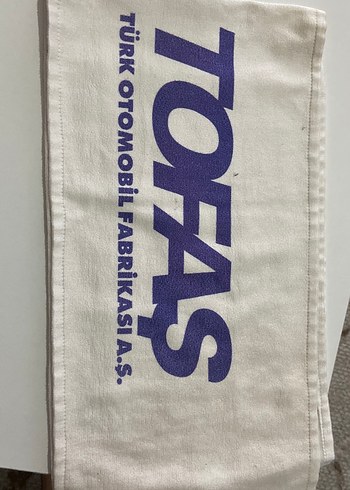 TOFAŞ
TÜRK OTOMOBİL FABRİKASI A.Ş.